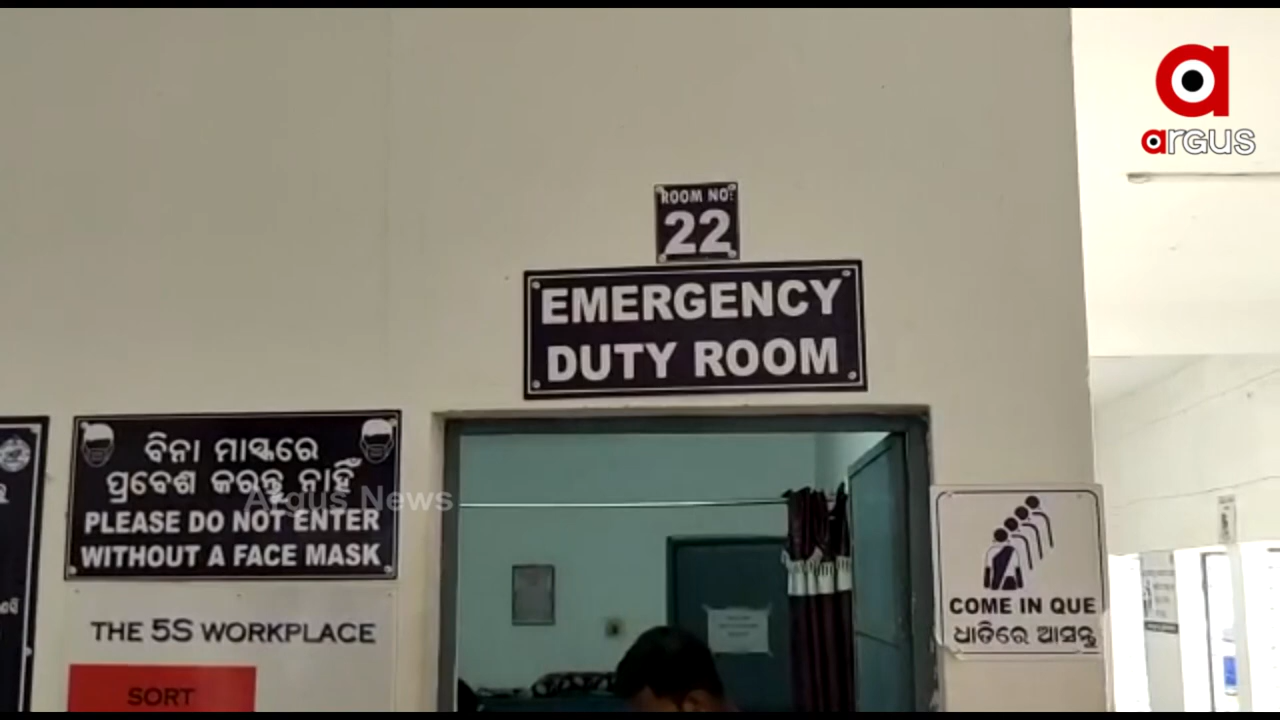 argus
ROOM NO:
22
EMERGENCY
DUTY ROOM
ବିନା ମାସ୍କରେ
ପ୍ରବେଶ କରନ୍ତୁ ନାହିଁ
PLEASE DO NOT ENTER
WITHOUT A FACE MASK
Argus News
THE 5S WORKPLACE
SORT
COME IN QUE
ଧାଡିରେ ଆସନ୍ତୁ